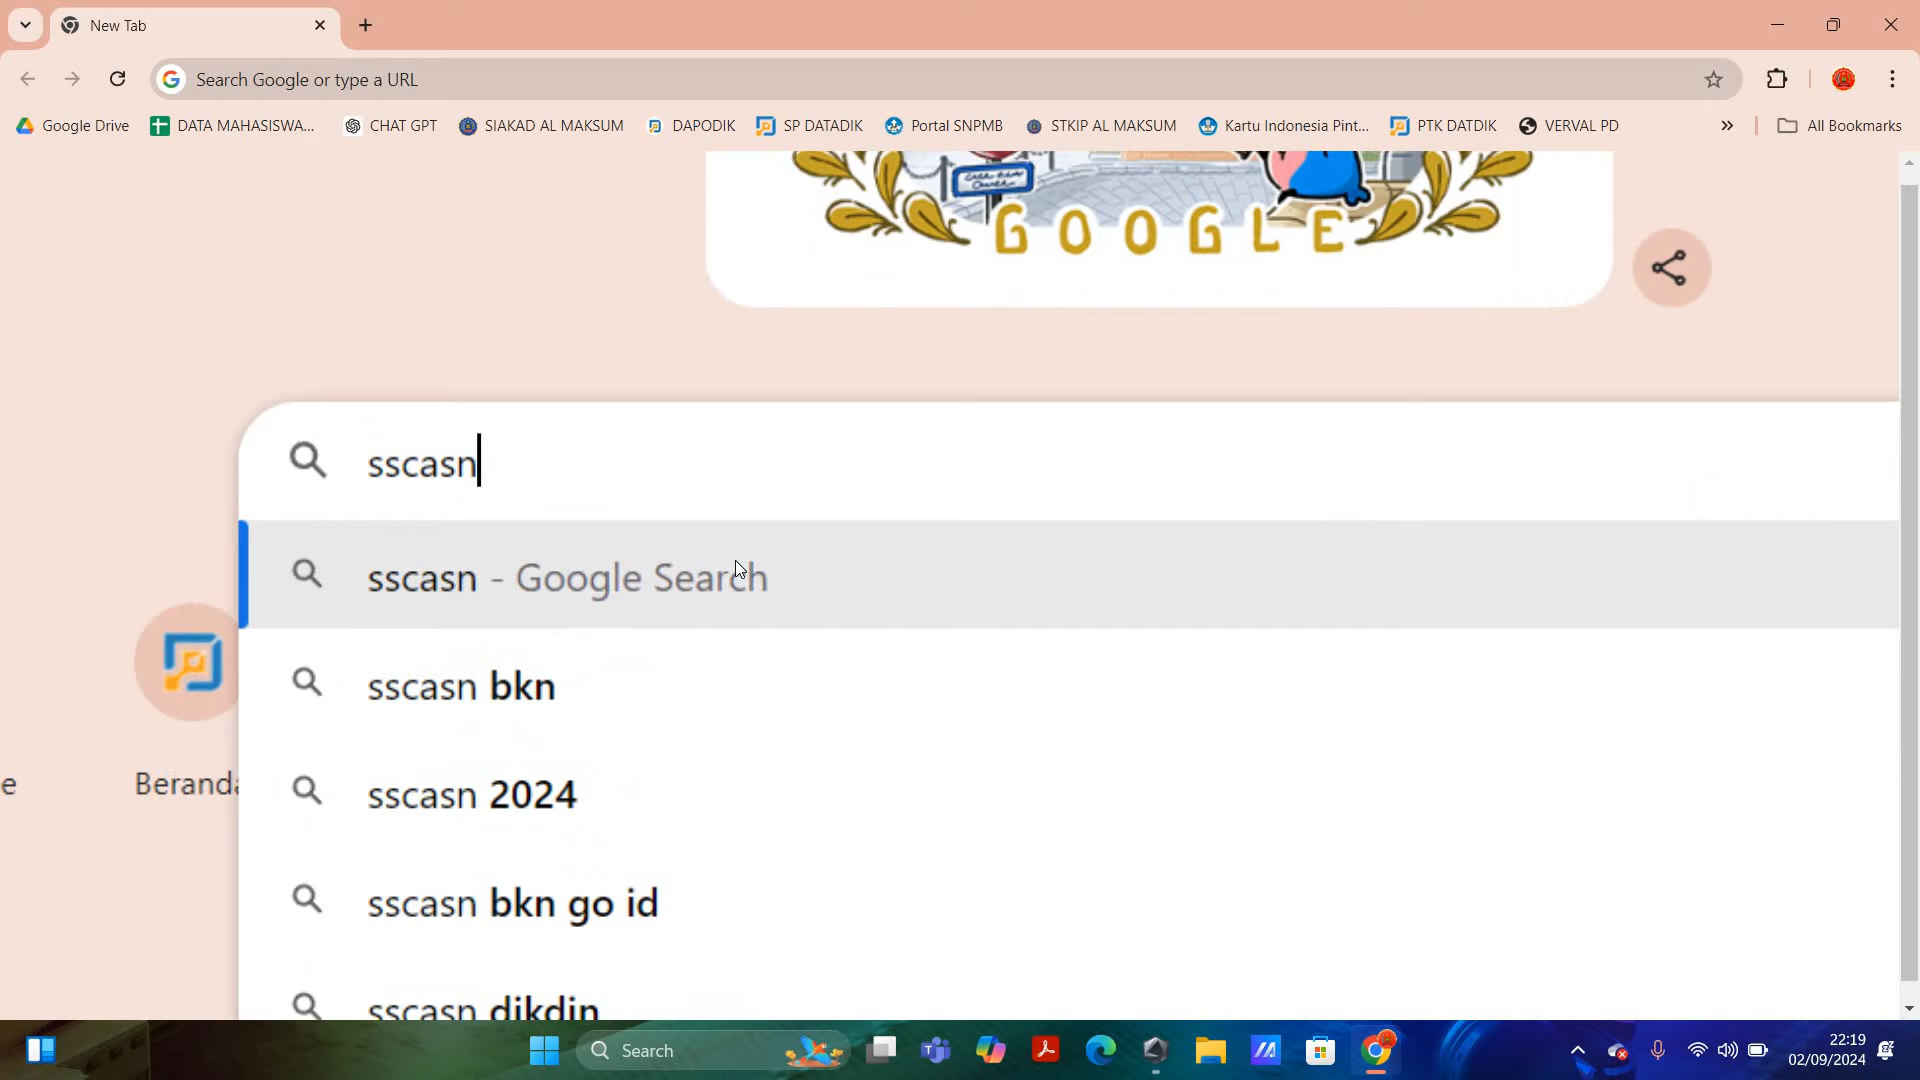 New Tab
Search Google or type a URL
Google Drive
DATA MAHASISWA...
CHAT GPT
SIAKAD AL MAKSUM
DAPODIK
SP DATADIK
Portal SNPMB
STKIP AL MAKSUM
Kartu Indonesia Pint...
PTK DATDIK
VERVAL PD
All Bookmarks
GOOGLE
sscasn
sscasn - Google Search
sscasn bkn
e
Beranda
sscasn 2024
sscasn bkn go id
sscasn dikdin
Search
22:19
02/09/2024